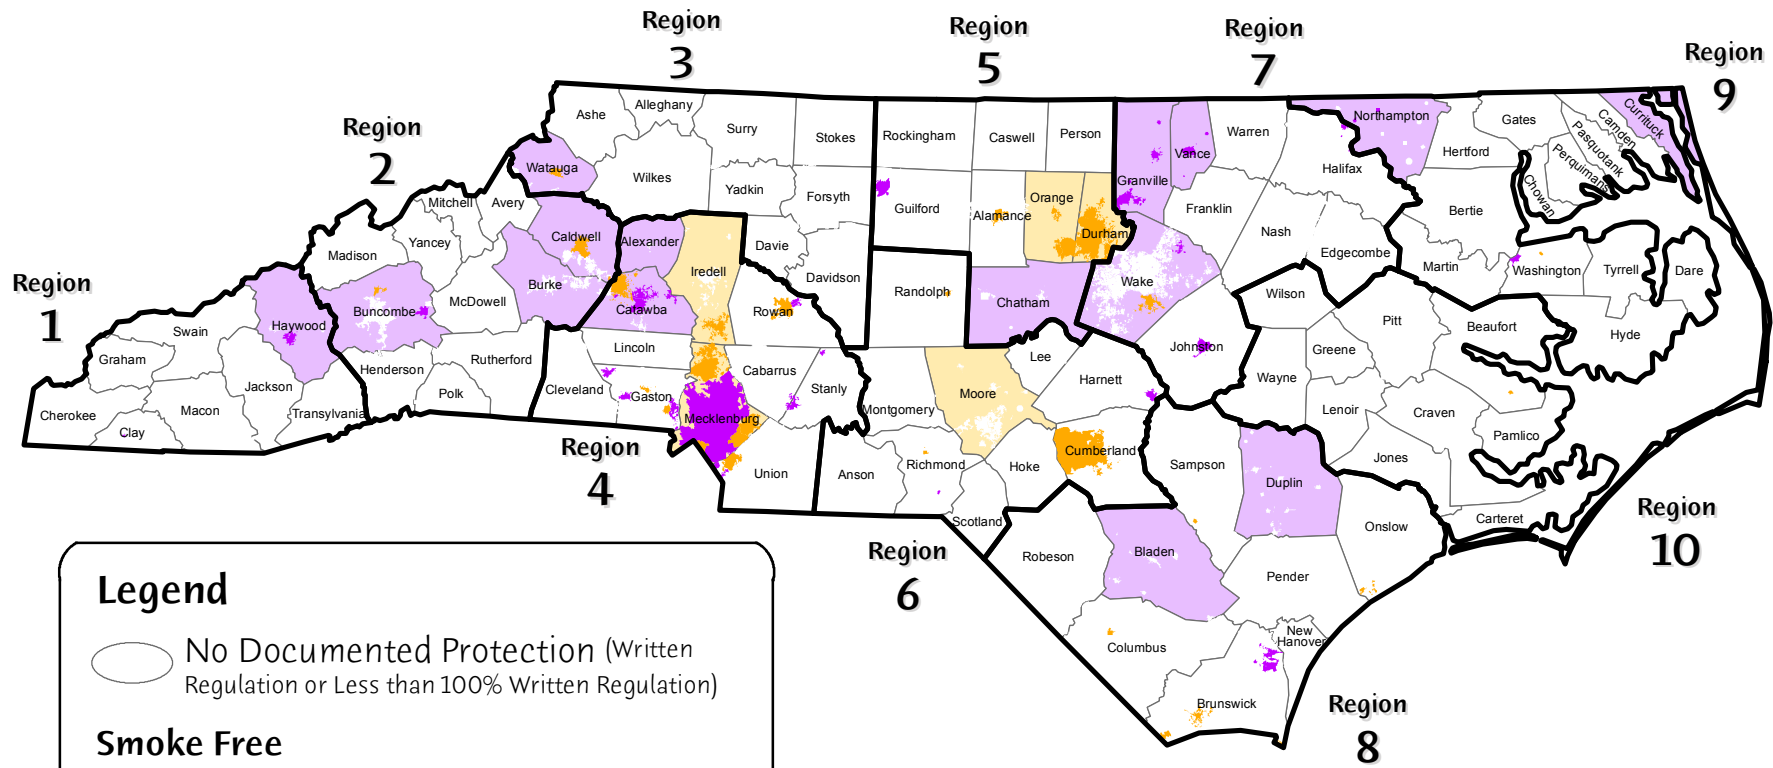 Region
3
Region
5
Region
7
Region
9
Region
2
Region
1
Region
4
Region
6
Region
8
Region
10
Ashe
Alleghany
Surry
Stokes
Rockingham
Caswell
Person
Granville
Vance
Warren
Northampton
Gates
Hertford
Halifax
Currituck
Camden
Pasquotank
Perquimans
Chowan
Bertie
Watauga
Wilkes
Yadkin
Forsyth
Guilford
Alamance
Orange
Durham
Franklin
Nash
Edgecombe
Martin
Washington
Tyrrell
Dare
Mitchell
Avery
Yancey
Madison
Caldwell
Alexander
Iredell
Davie
Davidson
Randolph
Chatham
Wake
Wilson
Pitt
Beaufort
Hyde
Burke
McDowell
Buncombe
Haywood
Swain
Graham
Catawba
Rowan
Johnston
Greene
Wayne
Lenoir
Craven
Pamlico
Jones
Carteret
Cherokee
Clay
Macon
Jackson
Transylvania
Henderson
Polk
Rutherford
Cleveland
Lincoln
Gaston
Mecklenburg
Cabarrus
Stanly
Union
Anson
Montgomery
Richmond
Moore
Lee
Harnett
Hoke
Scotland
Cumberland
Sampson
Duplin
Onslow
Robeson
Bladen
Pender
Columbus
Brunswick
New
Hanover
Legend
No Documented Protection (Written
Regulation or Less than 100% Written Regulation)
Smoke Free